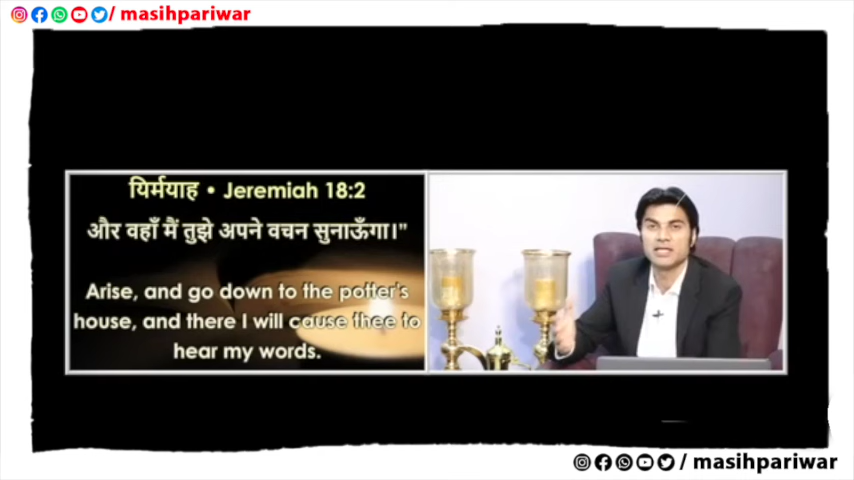 / masihpariwar
यिर्मयाह • Jeremiah 18:2
और वहाँ मैं तुझे अपने वचन सुनाऊँगा।"
Arise, and go down to the potter's
house, and there I will cause thee to
hear my words.
/ masihpariwar